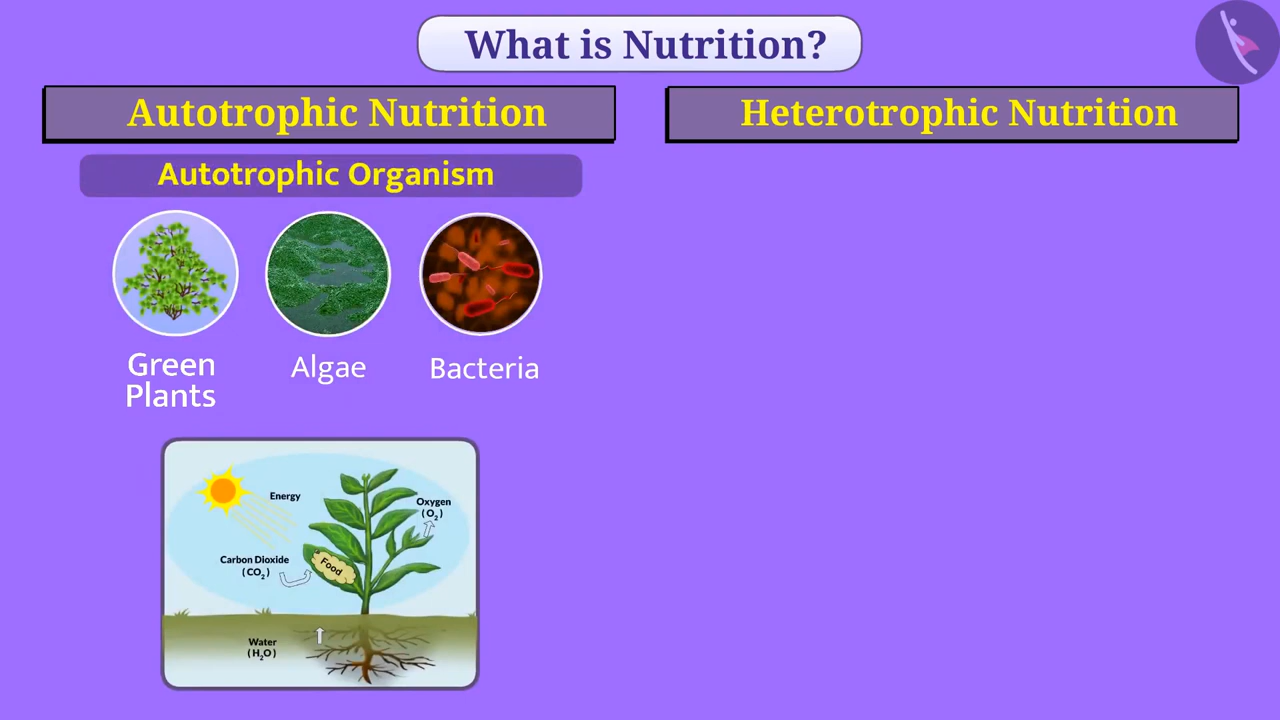 What is Nutrition?
Autotrophic Nutrition
Heterotrophic Nutrition
Autotrophic Organism
Green
Plants
Algae
Bacteria
Energy
Oxygen
(O₂)
Carbon Dioxide
(CO₂)
Food
Water
(H₂O)